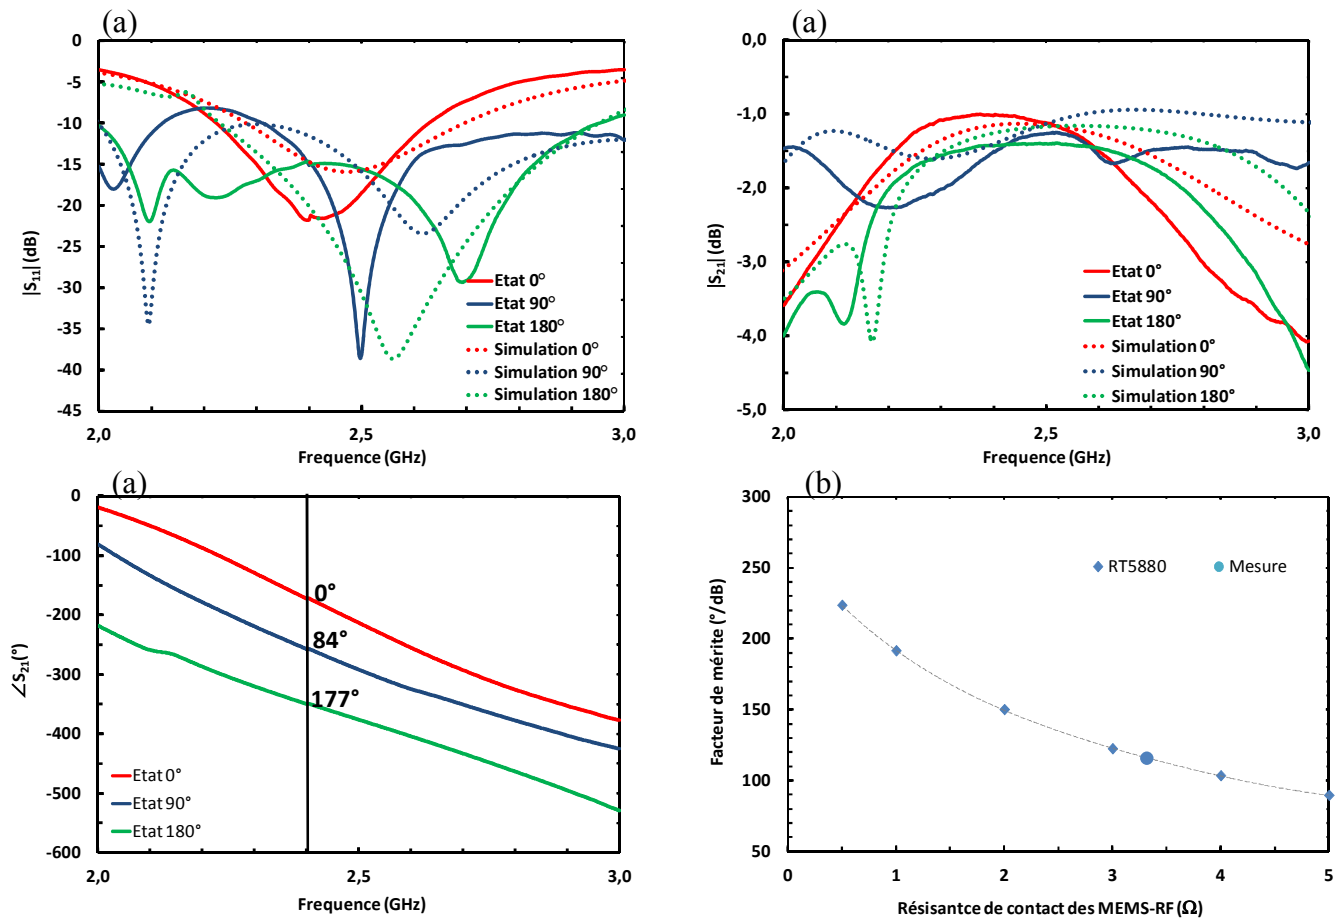 (a)
0
-5
-10
-15
-20
-25
-30
-35
-40
-45
|S11| (dB)
Etat 0°
Etat 90°
Etat 180°
Simulation 0°
Simulation 90°
Simulation 180°
2,0
2,5
3,0
Frequence (GHz)
(a)
0,0
-1,0
-2,0
-3,0
-4,0
-5,0
|S21| (dB)
Etat 0°
Etat 90°
Etat 180°
Simulation 0°
Simulation 90°
Simulation 180°
2,0
2,5
3,0
Frequence (GHz)
(a)
0
-100
-200
-300
-400
-500
-600
∠S21(°)
0°
84°
177°
Etat 0°
Etat 90°
Etat 180°
2,0
2,5
3,0
Frequence (GHz)
(b)
300
250
200
150
100
50
Facteur de mérite (°/dB)
RT5880
Mesure
0
1
2
3
4
5
Résisantce de contact des MEMS-RF (Ω)